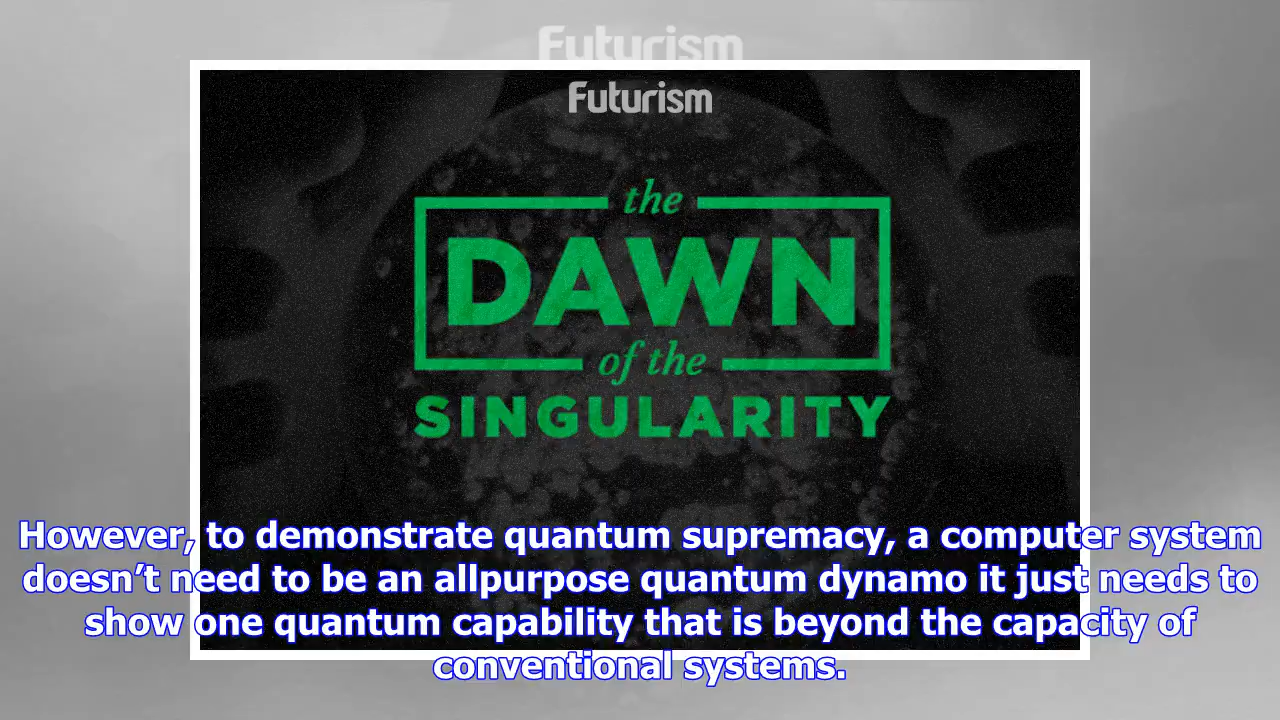 Futurism
Futurism
the
DAWN
of the
SINGULARITY
However, to demonstrate quantum supremacy, a computer system
doesn’t need to be an allpurpose quantum dynamo it just needs to
show one quantum capability that is beyond the capacity of
conventional systems.